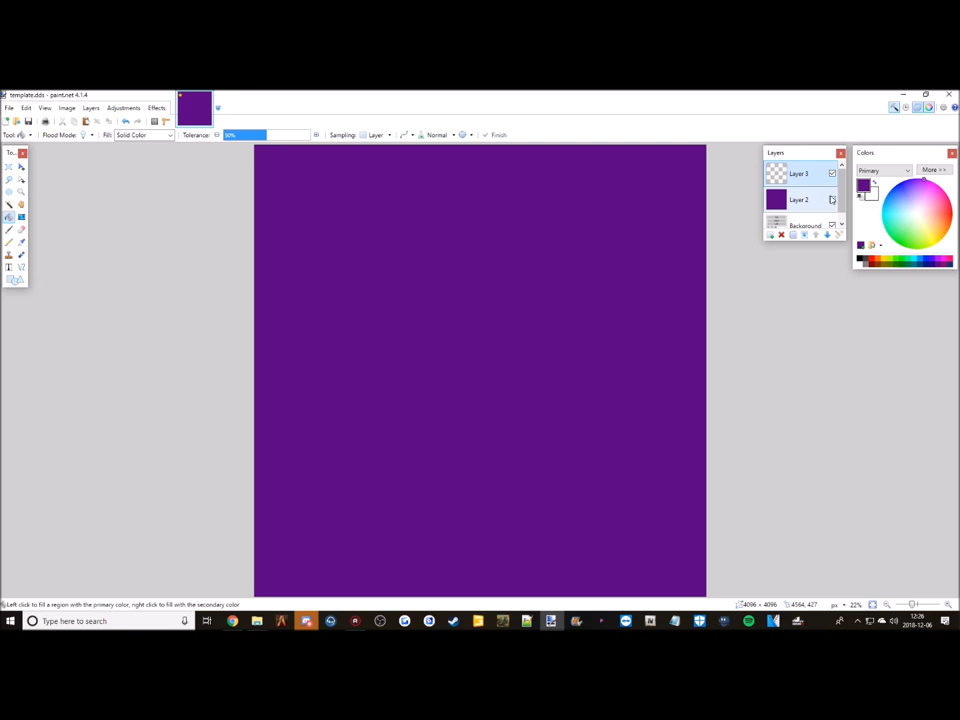 template.dds - paint.net 4.1.4
File Edit View Image Layers Adjustments Effects
Tool: Flood Mode: Fill: Solid Color Tolerance: 50% Sampling: Layer Normal Finish
To...
Layers
Layer 3
Layer 2
Background
Colors
Primary
More >>
Left click to fill a region with the primary color, right click to fill with the secondary color
4096 × 4096
4564, 427
px
22%
Type here to search
12:26
2018-12-06